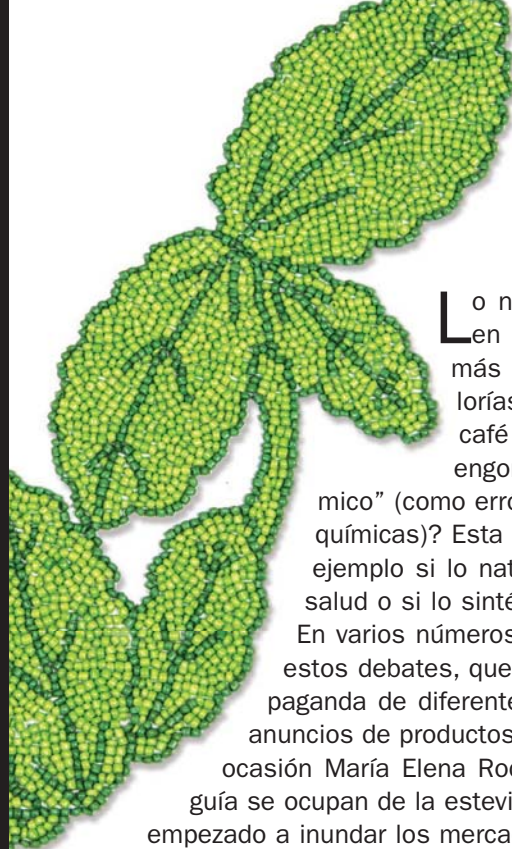 Lo n
en
más
lorías
café
engo
mico” (como erro
químicas)? Esta
ejemplo si lo nat
salud o si lo sinté
En varios números
estos debates, que
paganda de diferente
anuncios de productos
ocasión María Elena Roc
guía se ocupan de la estevi
empezado a inundar los merca